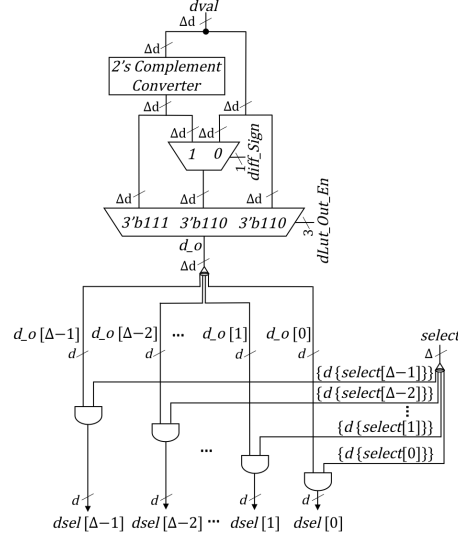 dval
Δd
Δd
2's Complement
Converter
Δd Δd
Δd Δd
1 0
1
diff_Sign
Δd Δd Δd
3'b111 3'b110 3'b110
3
dLut_Out_En
d_o
Δd
d_o [Δ−1] d_o [Δ−2] ··· d_o [1] d_o [0]
select
d d d d
Δ
{d {select[Δ−1]}}
{d {select[Δ−2]}}
⋮
{d {select[1]}}
{d {select[0]}}
···
d d d d
dsel [Δ−1] dsel [Δ−2] ··· dsel [1] dsel [0]